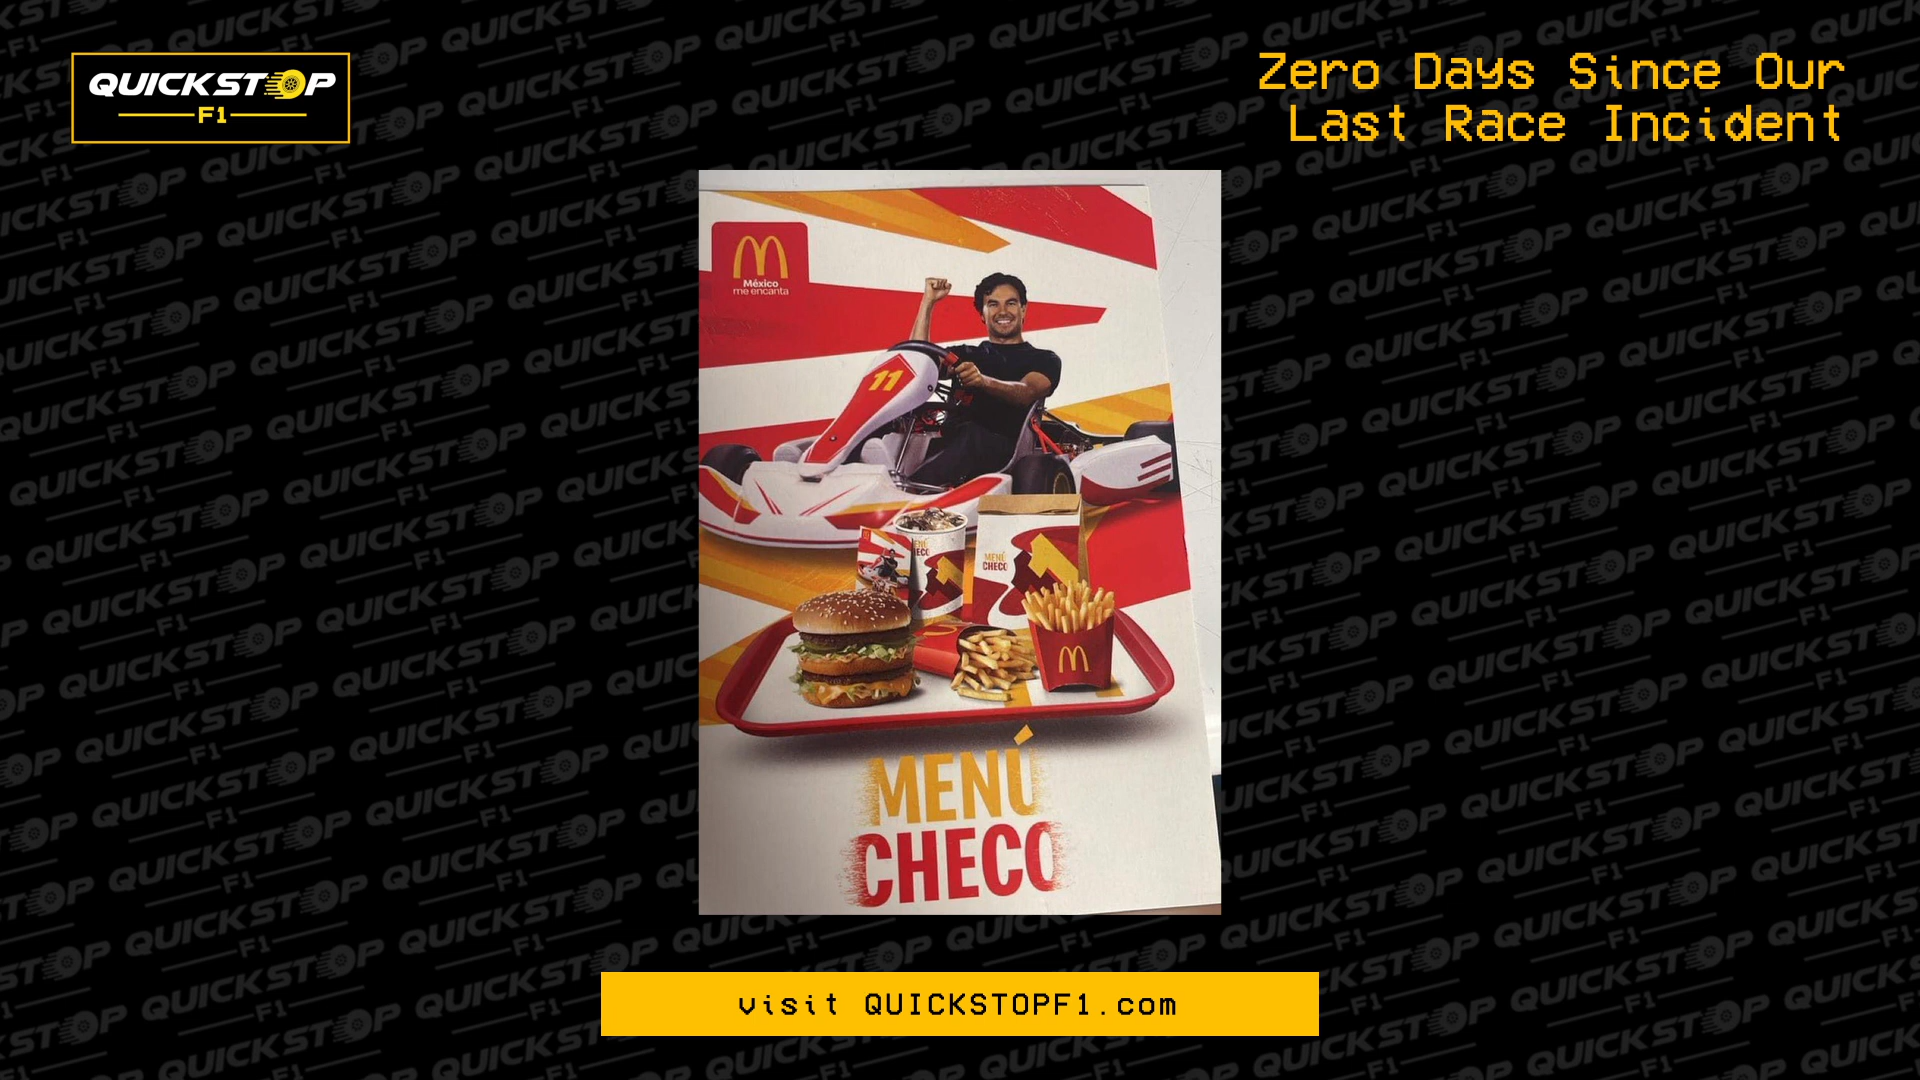 QUICKSTOP
F1
Zero Days Since Our
Last Race Incident
M
México
me encanta
11
MENÚ
CHECO
MENÚ
CHECO
visit QUICKSTOPF1.com